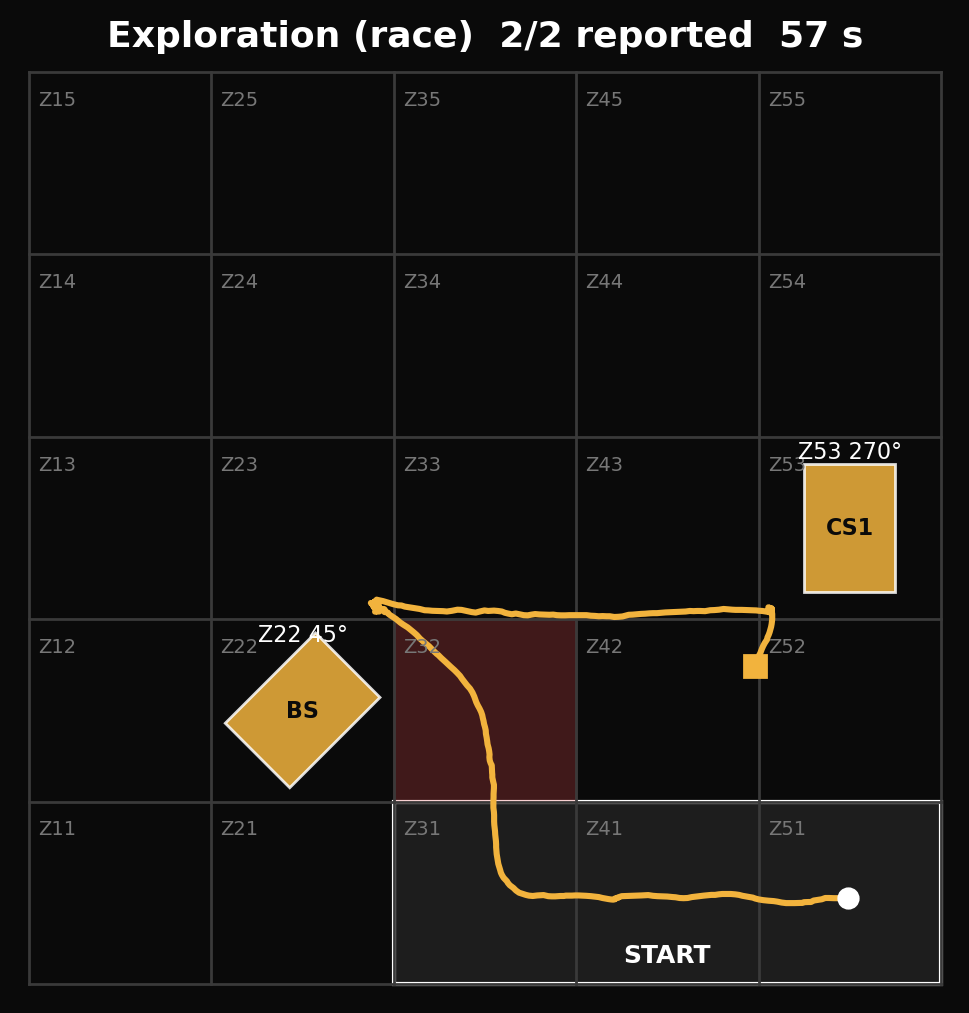 Exploration (race)  2/2 reported  57 s
Z15 Z25 Z35 Z45 Z55
Z14 Z24 Z34 Z44 Z54
Z13 Z23 Z33 Z43 Z53
Z53 270°
CS1
Z12 Z22 Z32 Z42 Z52
Z22 45°
BS
Z11 Z21 Z31 Z41 Z51
START